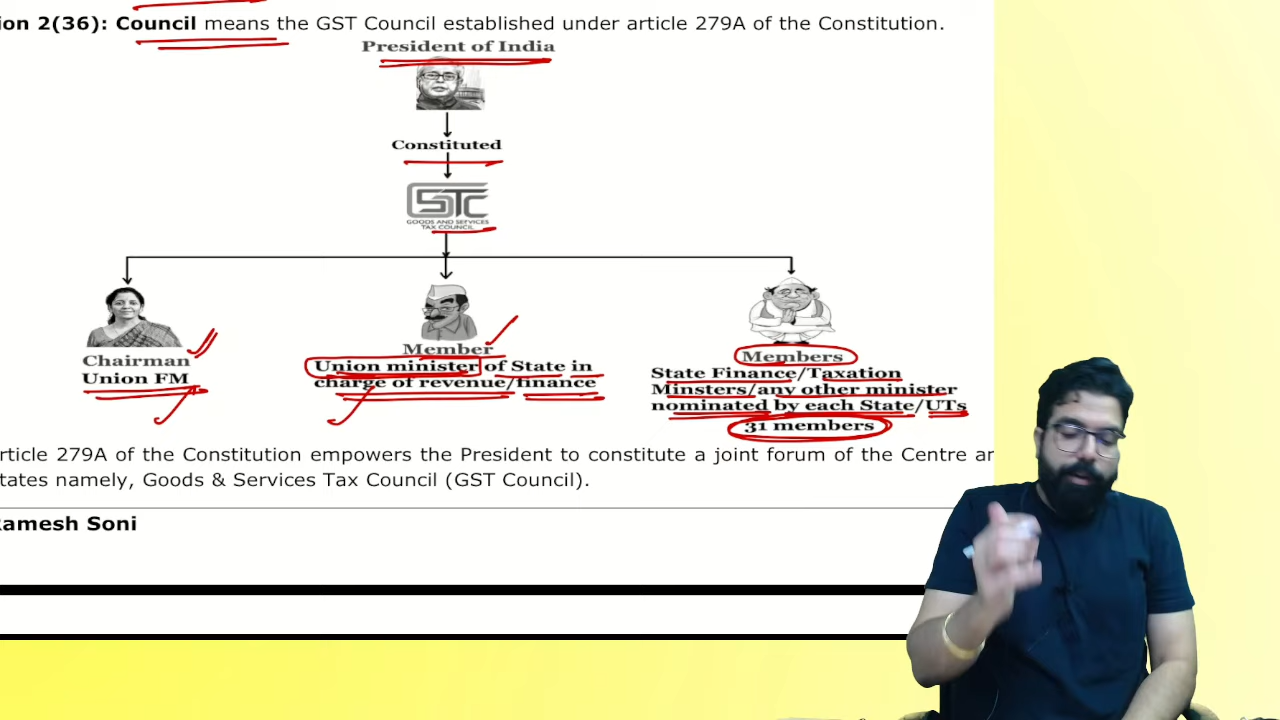 ion 2(36): Council means the GST Council established under article 279A of the Constitution.
President of India
Constituted
GSTC
GOODS AND SERVICES
TAX COUNCIL
Chairman
Union FM
Member
Union minister of State in
charge of revenue/finance
Members
State Finance/Taxation
Minsters/any other minister
nominated by each State/UTs
31 members
rticle 279A of the Constitution empowers the President to constitute a joint forum of the Centre an
tates namely, Goods & Services Tax Council (GST Council).
Ramesh Soni